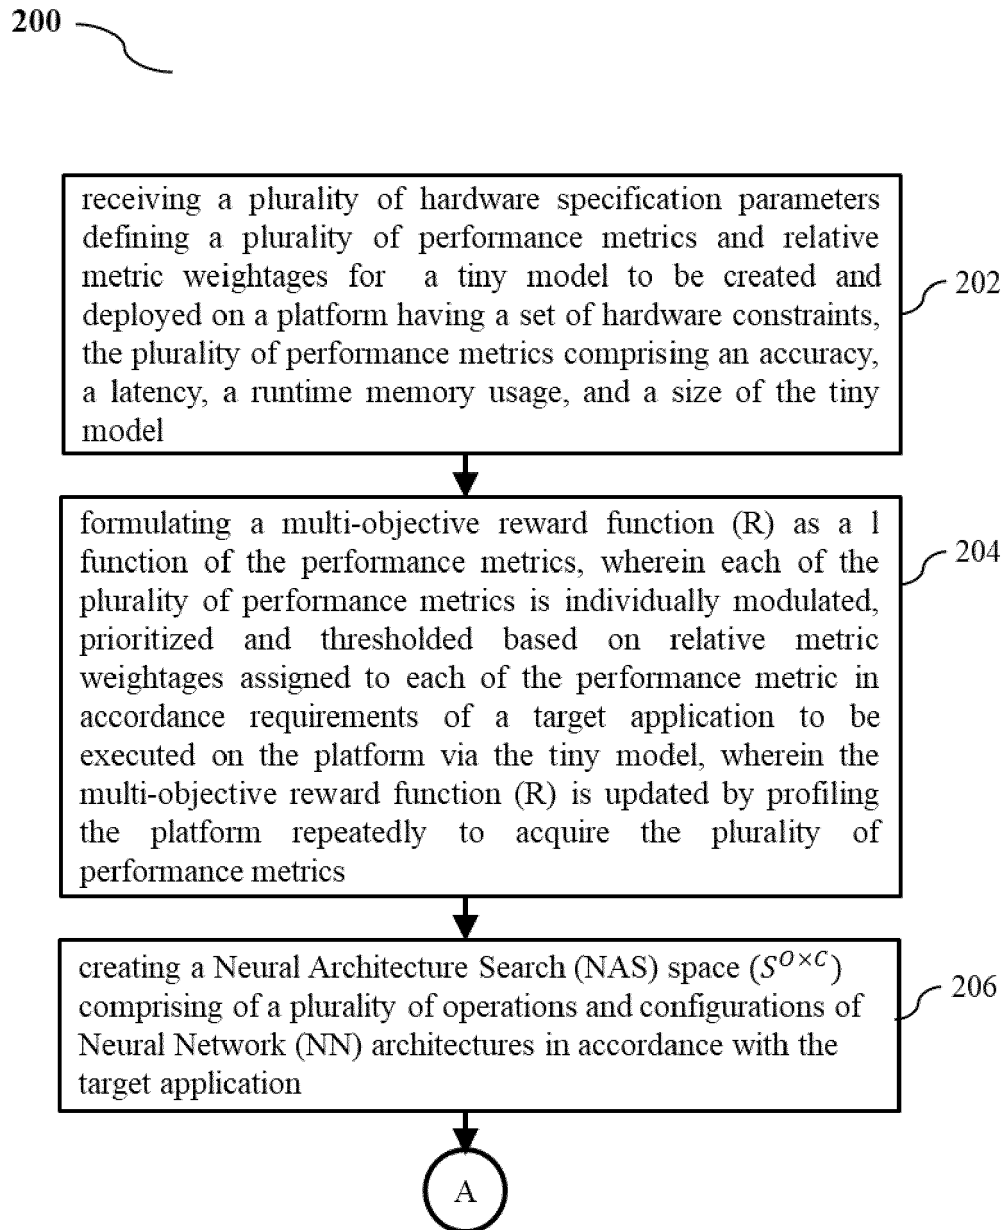 200
receiving a plurality of hardware specification parameters
defining a plurality of performance metrics and relative
metric weightages for a tiny model to be created and
deployed on a platform having a set of hardware constraints,
the plurality of performance metrics comprising an accuracy,
a latency, a runtime memory usage, and a size of the tiny
model
202
formulating a multi-objective reward function (R) as a l
function of the performance metrics, wherein each of the
plurality of performance metrics is individually modulated,
prioritized and thresholded based on relative metric
weightages assigned to each of the performance metric in
accordance requirements of a target application to be
executed on the platform via the tiny model, wherein the
multi-objective reward function (R) is updated by profiling
the platform repeatedly to acquire the plurality of
performance metrics
204
creating a Neural Architecture Search (NAS) space (S^{O×C})
comprising of a plurality of operations and configurations of
Neural Network (NN) architectures in accordance with the
target application
206
A